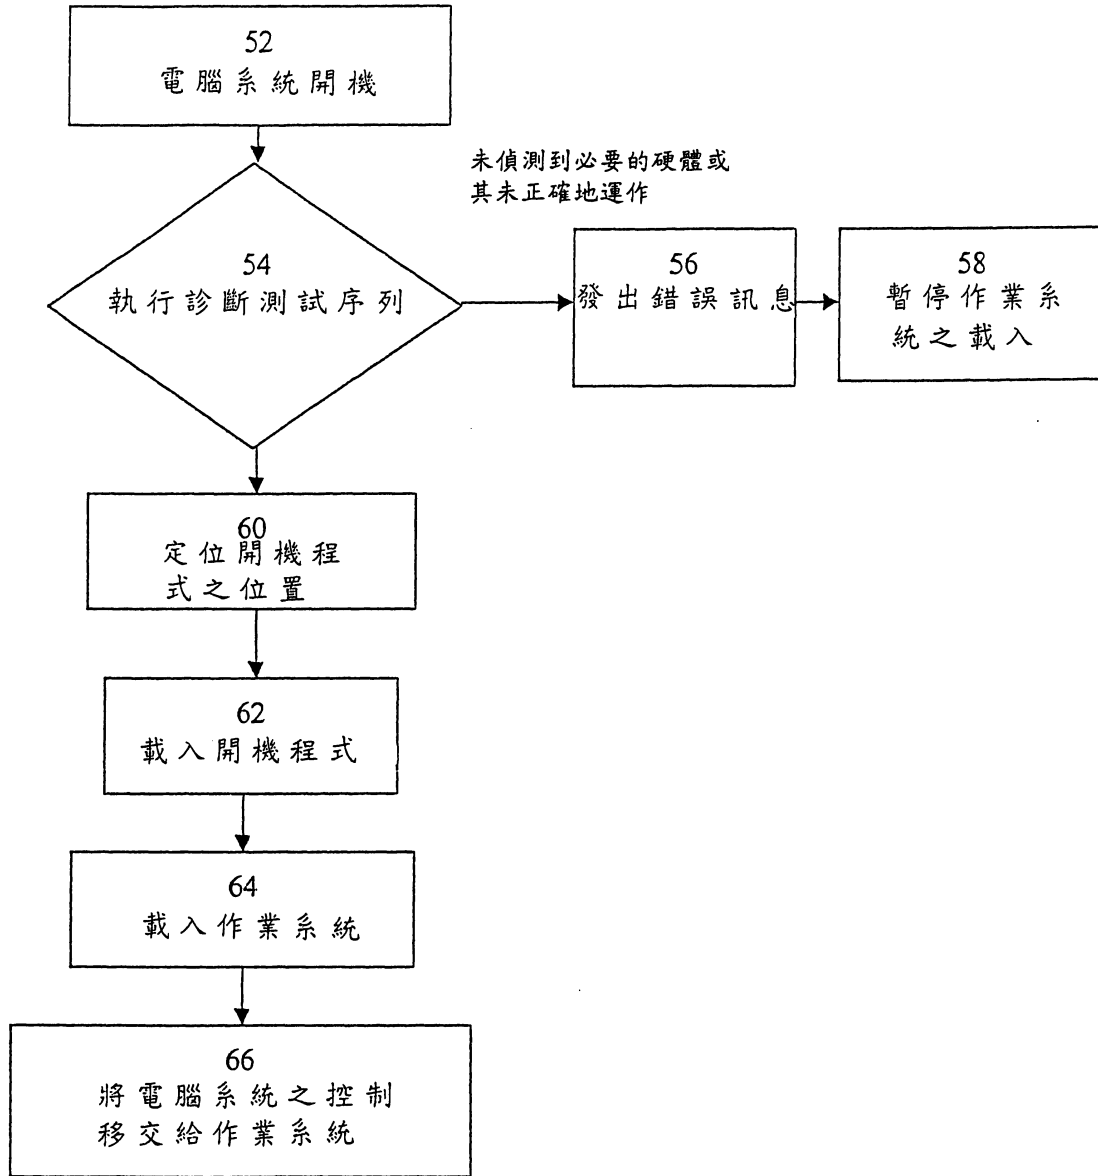 52
電腦系統開機
未偵測到必要的硬體或
其未正確地運作
54
執行診斷測試序列
56
發出錯誤訊息
58
暫停作業系
統之載入
60
定位開機程
式之位置
62
載入開機程式
64
載入作業系統
66
將電腦系統之控制
移交給作業系統